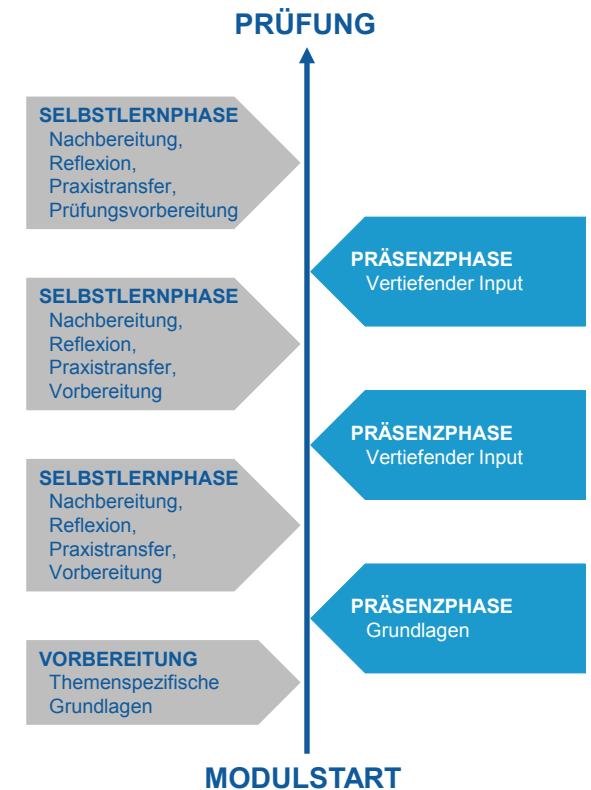 PRÜFUNG
SELBSTLERNPHASE
Nachbereitung,
Reflexion,
Praxistransfer,
Prüfungsvorbereitung
PRÄSENZPHASE
Vertiefender Input
SELBSTLERNPHASE
Nachbereitung,
Reflexion,
Praxistransfer,
Vorbereitung
PRÄSENZPHASE
Vertiefender Input
SELBSTLERNPHASE
Nachbereitung,
Reflexion,
Praxistransfer,
Vorbereitung
PRÄSENZPHASE
Grundlagen
VORBEREITUNG
Themenspezifische
Grundlagen
MODULSTART